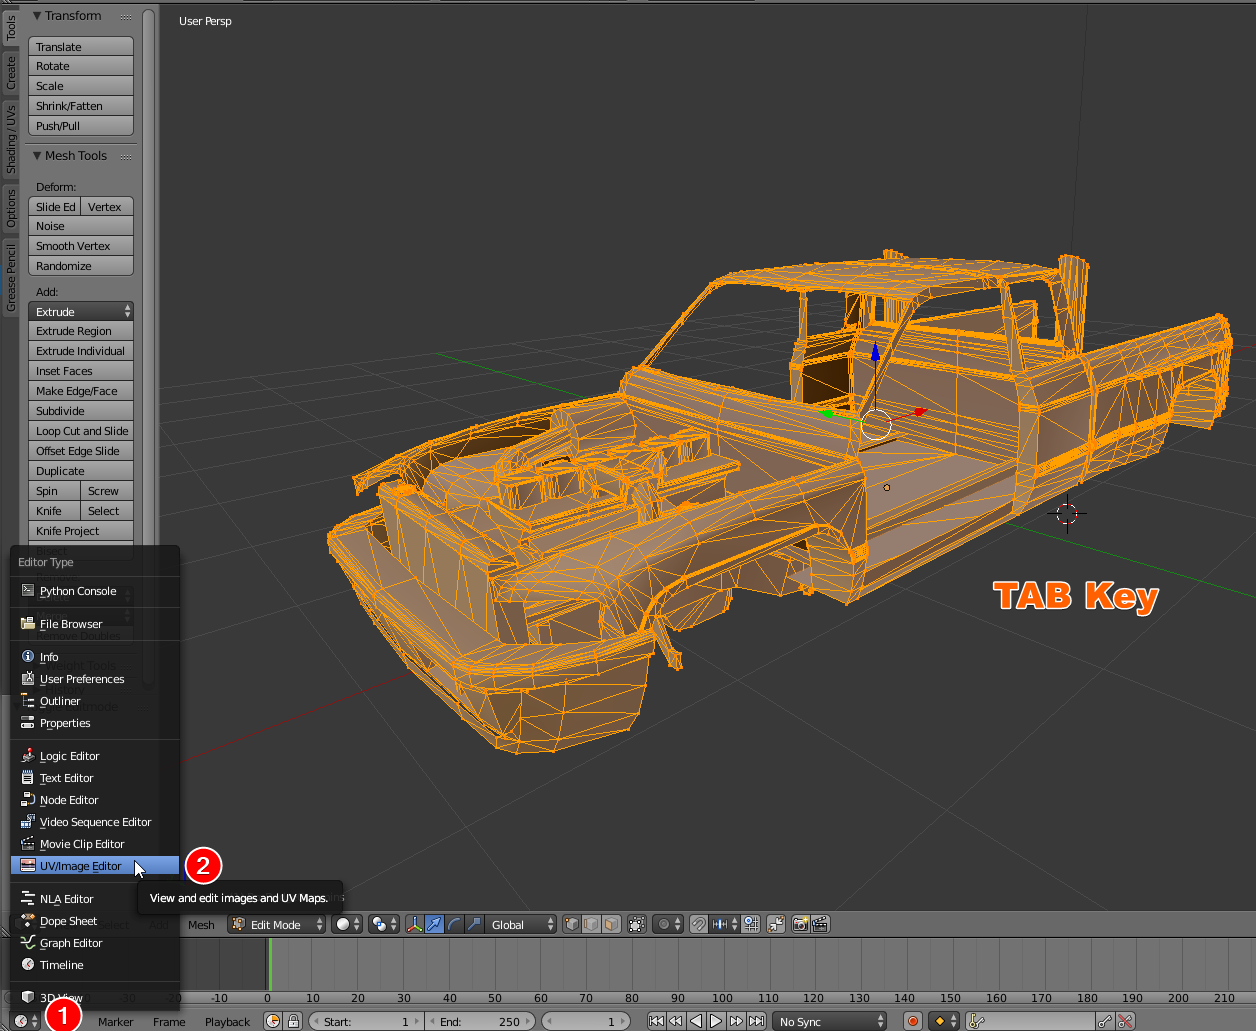 Tools
Create
Shading / UVs
Options
Grease Pencil
Transform
Translate
Rotate
Scale
Shrink/Fatten
Push/Pull
Mesh Tools
Deform:
Slide Ed Vertex
Noise
Smooth Vertex
Randomize
Add:
Extrude
Extrude Region
Extrude Individual
Inset Faces
Make Edge/Face
Subdivide
Loop Cut and Slide
Offset Edge Slide
Duplicate
Spin Screw
Knife Select
Knife Project
Bisect
Remove Doubles
User Persp
TAB Key
Editor Type
Python Console
File Browser
Info
User Preferences
Outliner
Properties
Logic Editor
Text Editor
Node Editor
Video Sequence Editor
Movie Clip Editor
UV/Image Editor
2
View and edit images and UV Maps.
NLA Editor
Dope Sheet
Graph Editor
Timeline
3D View
1
Select Add Mesh Edit Mode Global
-30 -20 -10 0 10 20 30 40 50 60 70 80 90 100 110 120 130 140 150 160 170 180 190 200 210
Marker Frame Playback Start: 1 End: 250 1 No Sync